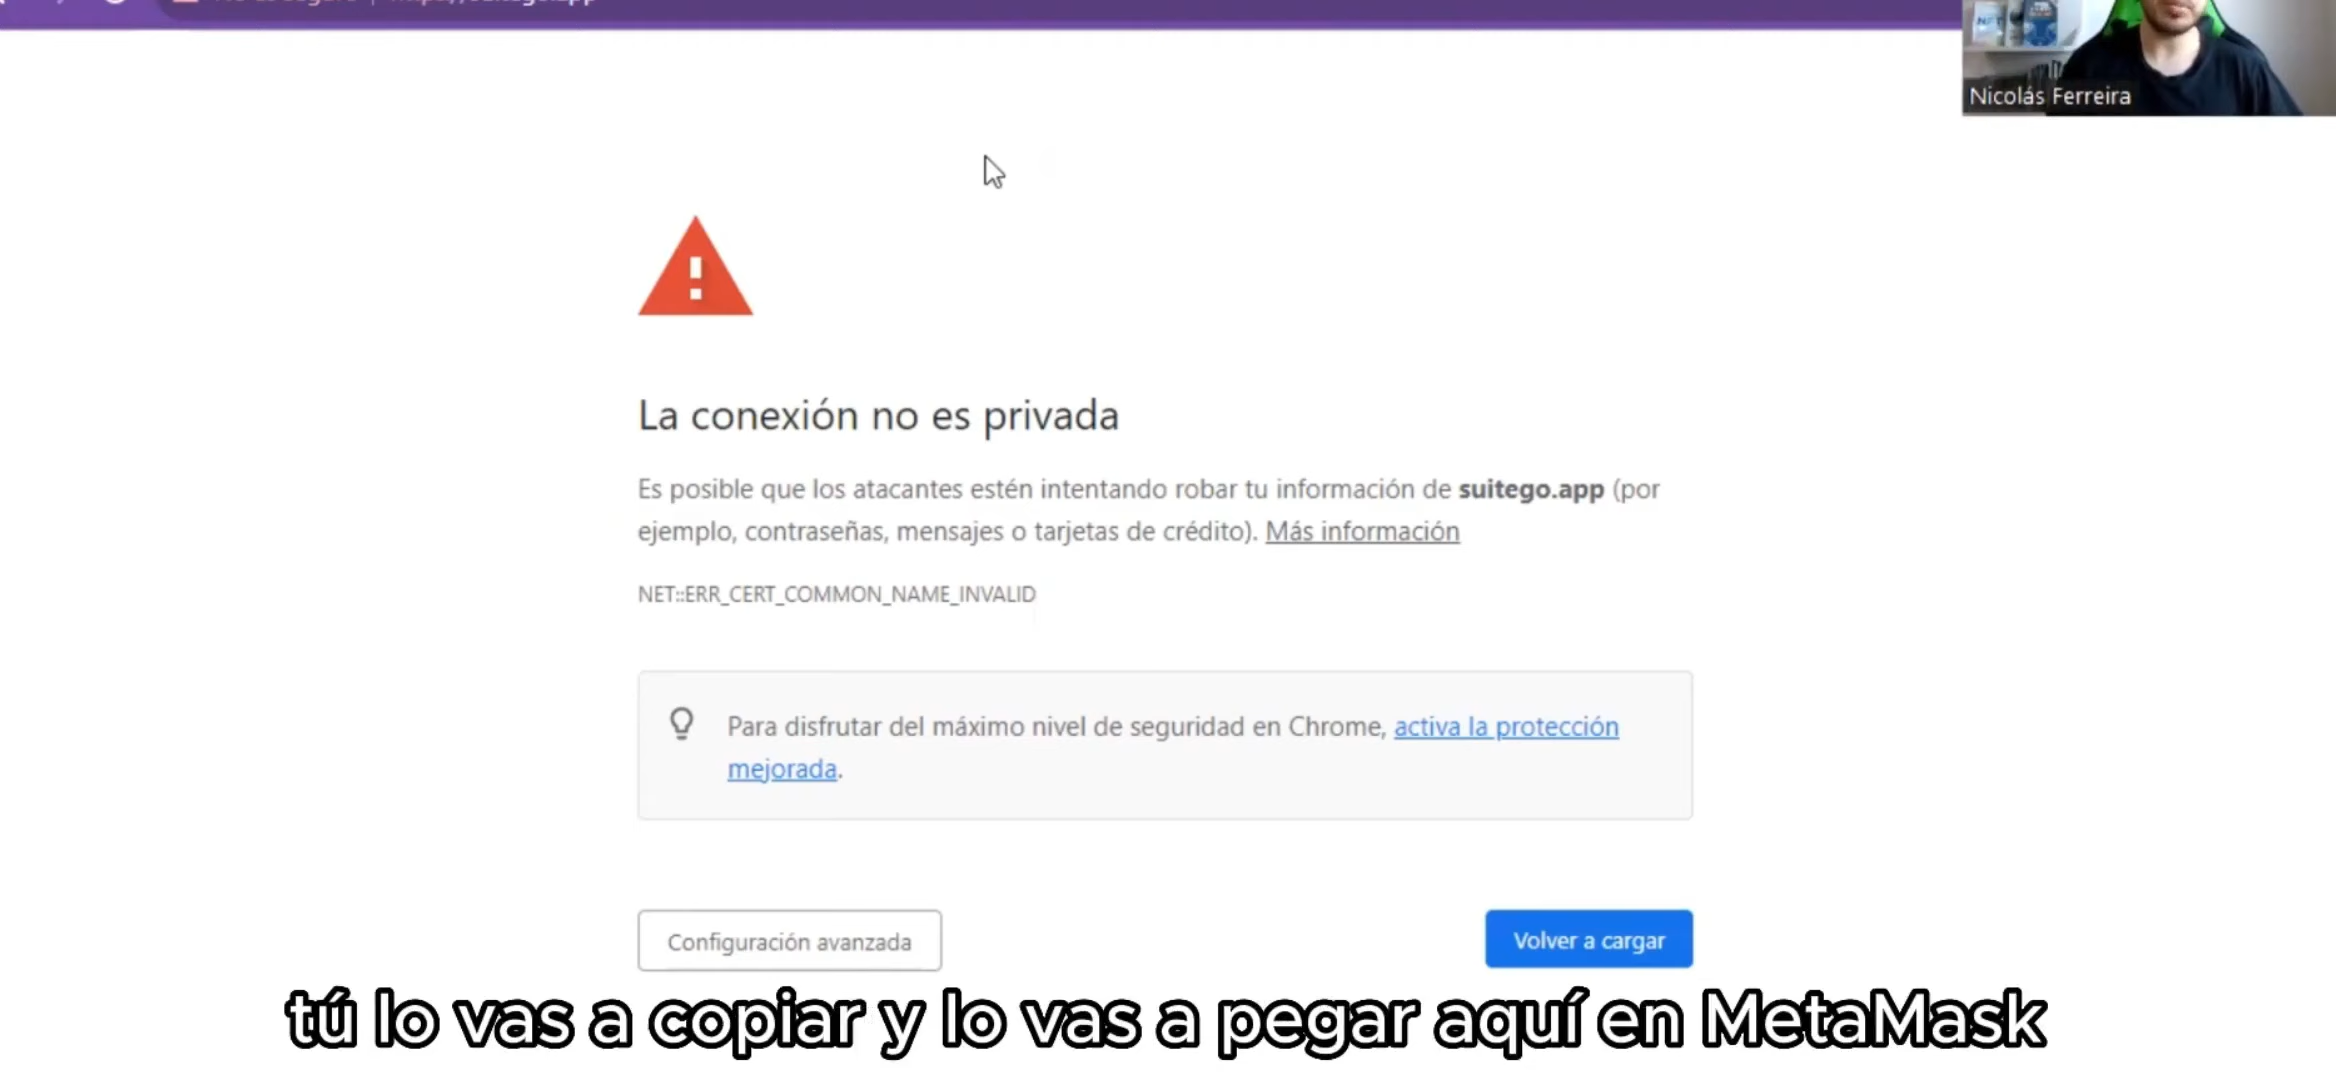 Nicolás Ferreira
La conexión no es privada
Es posible que los atacantes estén intentando robar tu información de suitego.app (por
ejemplo, contraseñas, mensajes o tarjetas de crédito). Más información
NET::ERR_CERT_COMMON_NAME_INVALID
Para disfrutar del máximo nivel de seguridad en Chrome, activa la protección
mejorada.
Configuración avanzada
Volver a cargar
tú lo vas a copiar y lo vas a pegar aquí en MetaMask